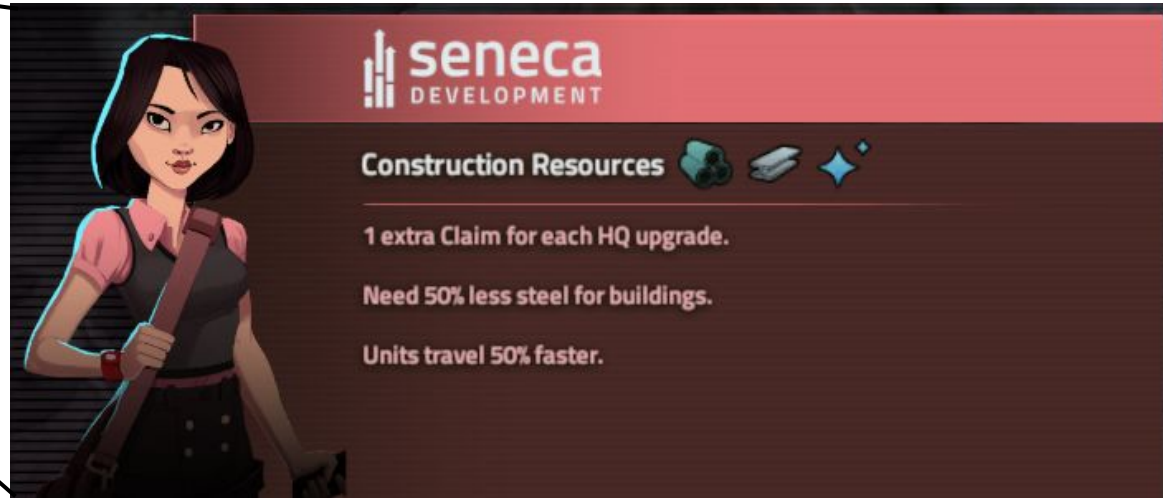 seneca
DEVELOPMENT
Construction Resources
1 extra Claim for each HQ upgrade.
Need 50% less steel for buildings.
Units travel 50% faster.